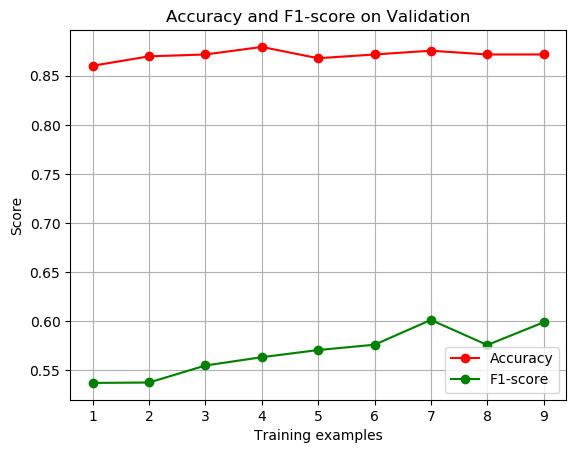 Accuracy and F1-score on Validation
Score
0.85
0.80
0.75
0.70
0.65
0.60
0.55
Accuracy
F1-score
1 2 3 4 5 6 7 8 9
Training examples